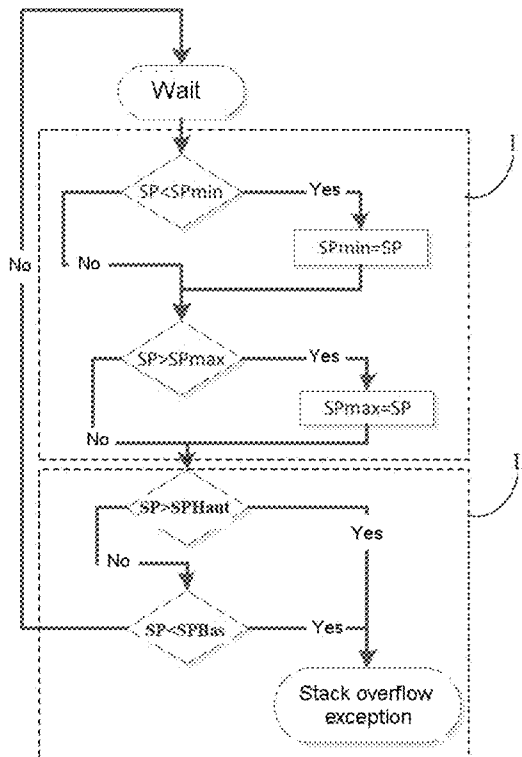 Wait
SP<SPmin
Yes
No
No
SPmin=SP
SP>SPmax
Yes
SPmax=SP
No
SP>SPHaut
Yes
No
SP<SPBas
Yes
Stack overflow
exception